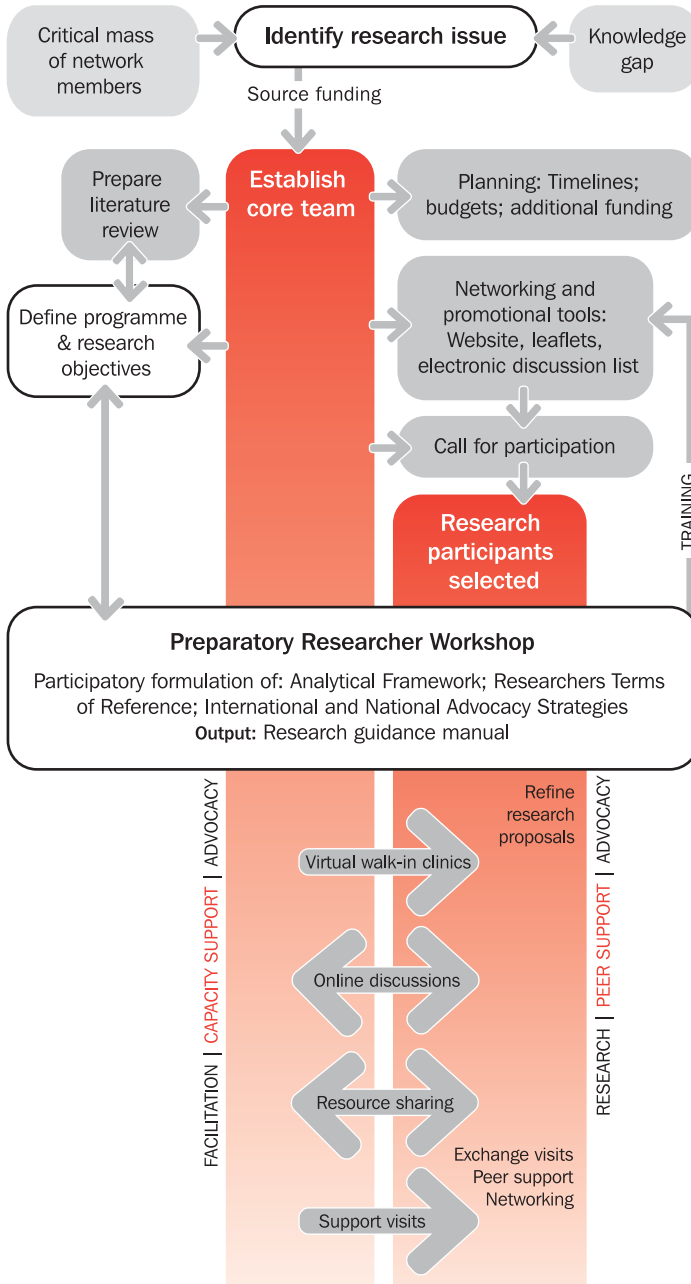 Critical mass
of network
members
Identify research issue
Knowledge
gap
Source funding
Prepare
literature
review
Establish
core team
Planning: Timelines;
budgets; additional funding
Define programme
& research
objectives
Networking and
promotional tools:
Website, leaflets,
electronic discussion list
Call for participation
TRAINING
Research
participants
selected
Preparatory Researcher Workshop
Participatory formulation of: Analytical Framework; Researchers Terms
of Reference; International and National Advocacy Strategies
Output: Research guidance manual
FACILITATION | CAPACITY SUPPORT | ADVOCACY
Refine
research
proposals
RESEARCH | PEER SUPPORT | ADVOCACY
Virtual walk-in clinics
Online discussions
Resource sharing
Exchange visits
Peer support
Networking
Support visits